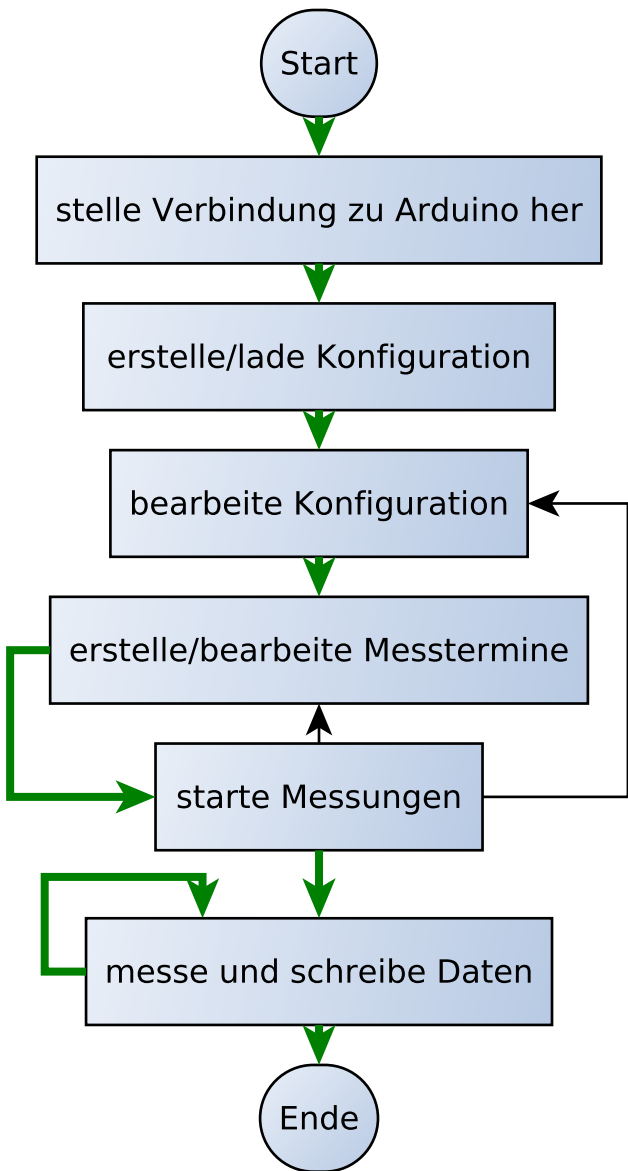 Start
stelle Verbindung zu Arduino her
erstelle/lade Konfiguration
bearbeite Konfiguration
erstelle/bearbeite Messtermine
starte Messungen
messe und schreibe Daten
Ende